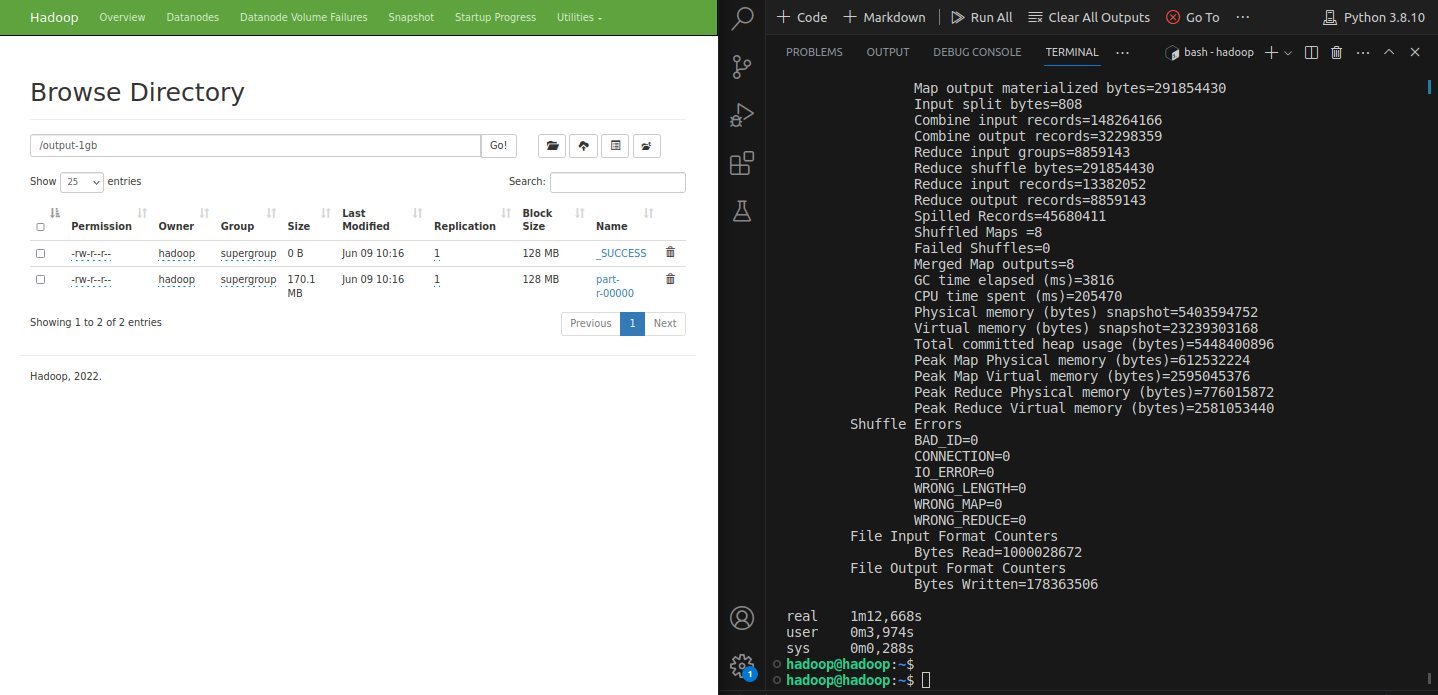 Hadoop Overview Datanodes Datanode Volume Failures Snapshot Startup Progress Utilities
Browse Directory
/output-1gb Go!
Show 25 entries Search:
Permission Owner Group Size Last Modified Replication Block Size Name
-rw-r--r-- hadoop supergroup 0 B Jun 09 10:16 1 128 MB _SUCCESS
-rw-r--r-- hadoop supergroup 170.1 MB Jun 09 10:16 1 128 MB part-r-00000
Showing 1 to 2 of 2 entries Previous 1 Next
Hadoop, 2022.
Code Markdown Run All Clear All Outputs Go To ... Python 3.8.10
PROBLEMS OUTPUT DEBUG CONSOLE TERMINAL ... bash - hadoop ...
Map output materialized bytes=291854430
Input split bytes=808
Combine input records=148264166
Combine output records=32298359
Reduce input groups=8859143
Reduce shuffle bytes=291854430
Reduce input records=13382052
Reduce output records=8859143
Spilled Records=45680411
Shuffled Maps =8
Failed Shuffles=0
Merged Map outputs=8
GC time elapsed (ms)=3816
CPU time spent (ms)=205470
Physical memory (bytes) snapshot=5403594752
Virtual memory (bytes) snapshot=23239303168
Total committed heap usage (bytes)=5448400896
Peak Map Physical memory (bytes)=612532224
Peak Map Virtual memory (bytes)=2595045376
Peak Reduce Physical memory (bytes)=776015872
Peak Reduce Virtual memory (bytes)=2581053440
Shuffle Errors
BAD_ID=0
CONNECTION=0
IO_ERROR=0
WRONG_LENGTH=0
WRONG_MAP=0
WRONG_REDUCE=0
File Input Format Counters
Bytes Read=1000028672
File Output Format Counters
Bytes Written=178363506
real 1m12,668s
user 0m3,974s
sys 0m0,288s
hadoop@hadoop:~$
hadoop@hadoop:~$
1